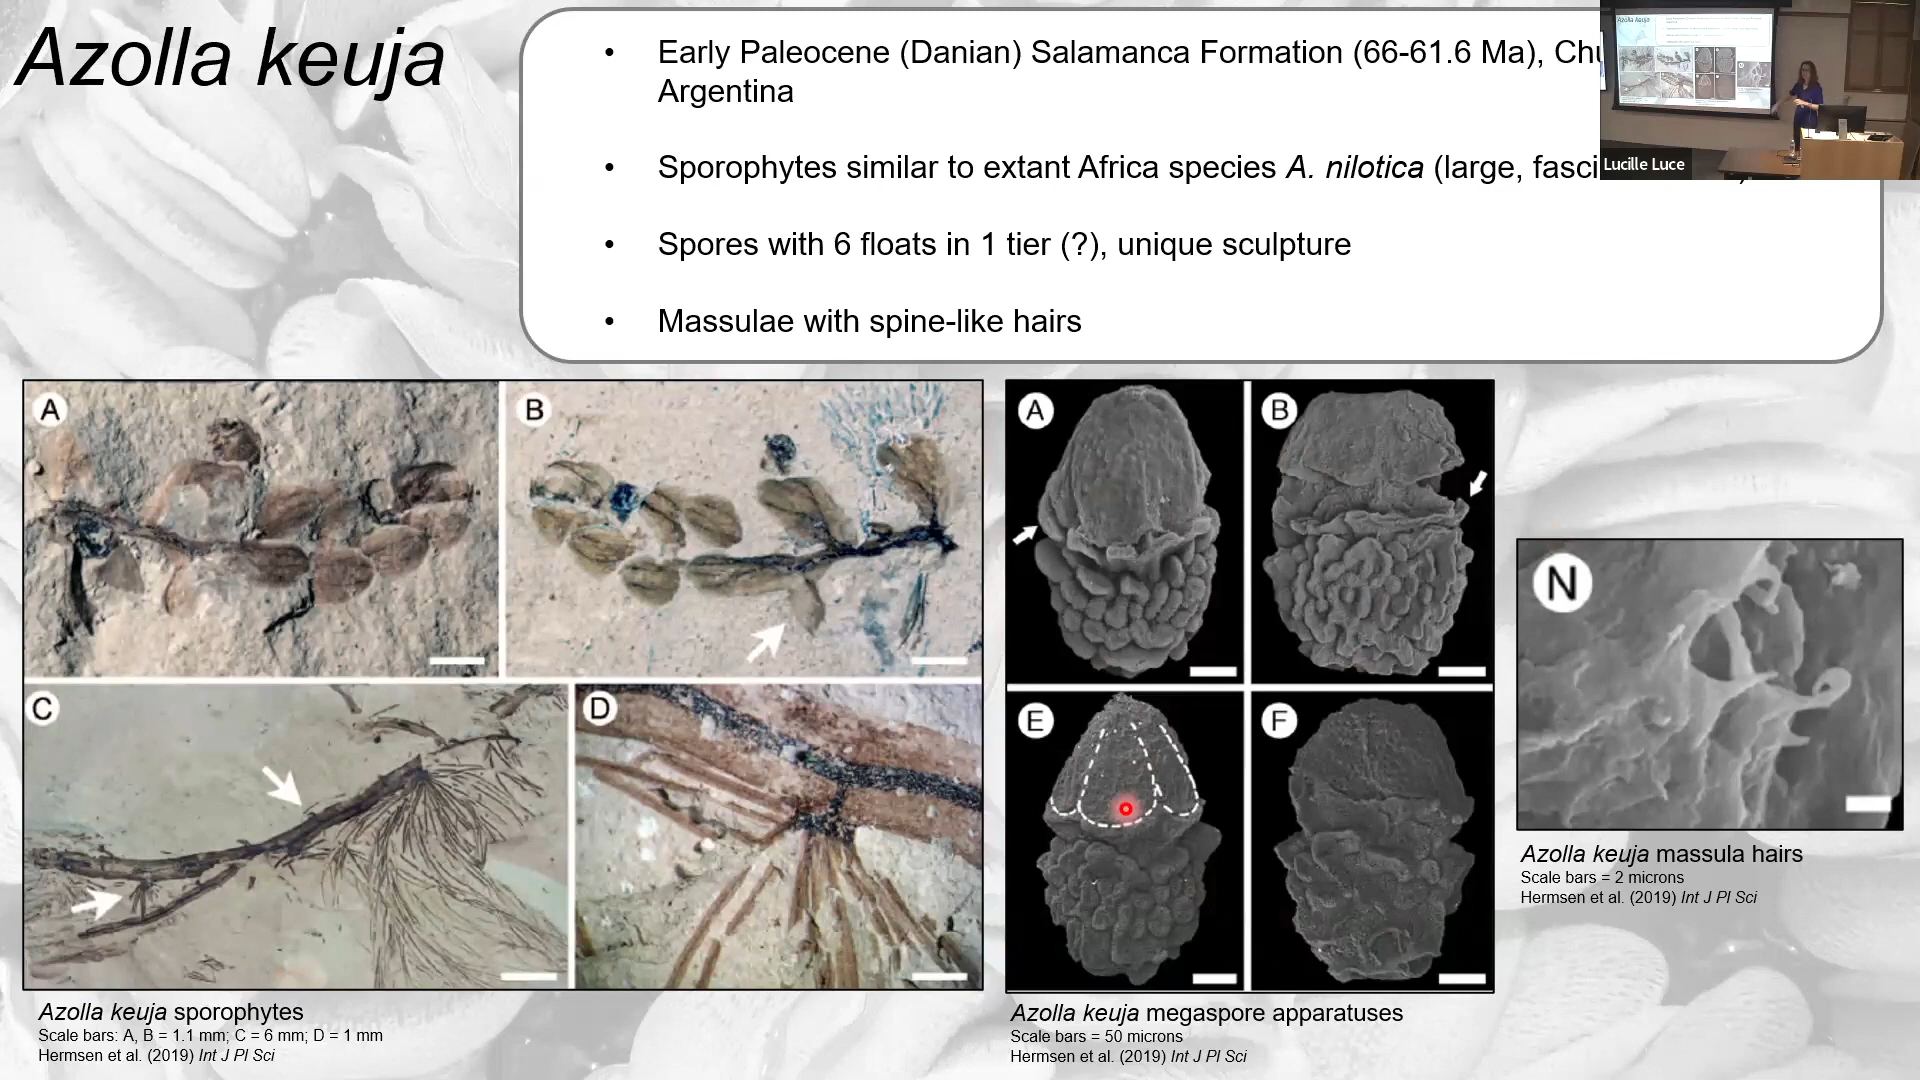 Azolla keuja
• Early Paleocene (Danian) Salamanca Formation (66-61.6 Ma),
Argentina
• Sporophytes similar to extant Africa species A. nilotica (large,
• Spores with 6 floats in 1 tier (?), unique sculpture
• Massulae with spine-like hairs
Lucille Luce
A
B
C
D
A
B
E
F
N
Azolla keuja sporophytes
Scale bars: A, B = 1.1 mm; C = 6 mm; D = 1 mm
Hermsen et al. (2019) Int J Pl Sci
Azolla keuja megaspore apparatuses
Scale bars = 50 microns
Hermsen et al. (2019) Int J Pl Sci
Azolla keuja massula hairs
Scale bars = 2 microns
Hermsen et al. (2019) Int J Pl Sci